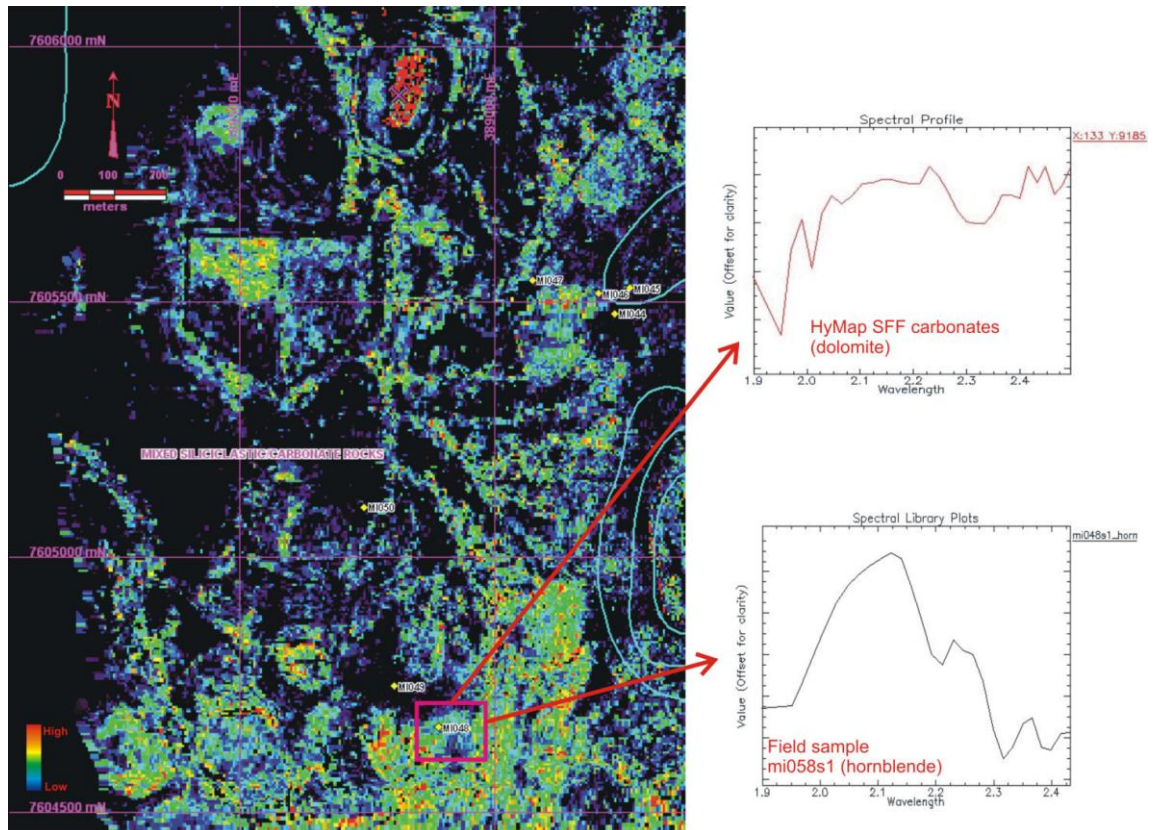 7606000 mN
389000 mE
N
0 100 200
meters
MI047
MI046
MI045
MI044
7605500 mN
MIXED SILICICLASTIC/CARBONATE ROCKS
MI050
7605000 mN
MI049
MI048
High
Low
7604500 mN
Spectral Profile
X:133 Y:9185
Value (Offset for clarity)
HyMap SFF carbonates
(dolomite)
1.9 2.0 2.1 2.2 2.3 2.4
Wavelength
Spectral Library Plots
mi048s1_horn
Value (Offset for clarity)
Field sample
mi058s1 (hornblende)
1.9 2.0 2.1 2.2 2.3 2.4
Wavelength